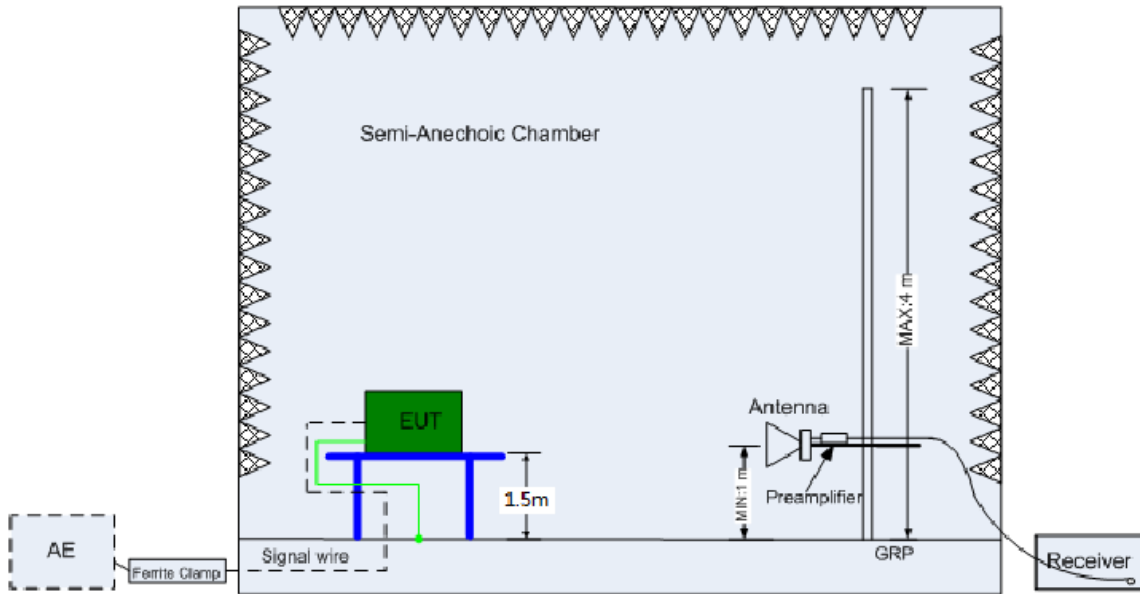 Semi-Anechoic Chamber
MAX:4 m
EUT
Antenna
1.5m
MIN:1 m
Preamplifier
AE
Ferrite Clamp
Signal wire
GRP
Receiver